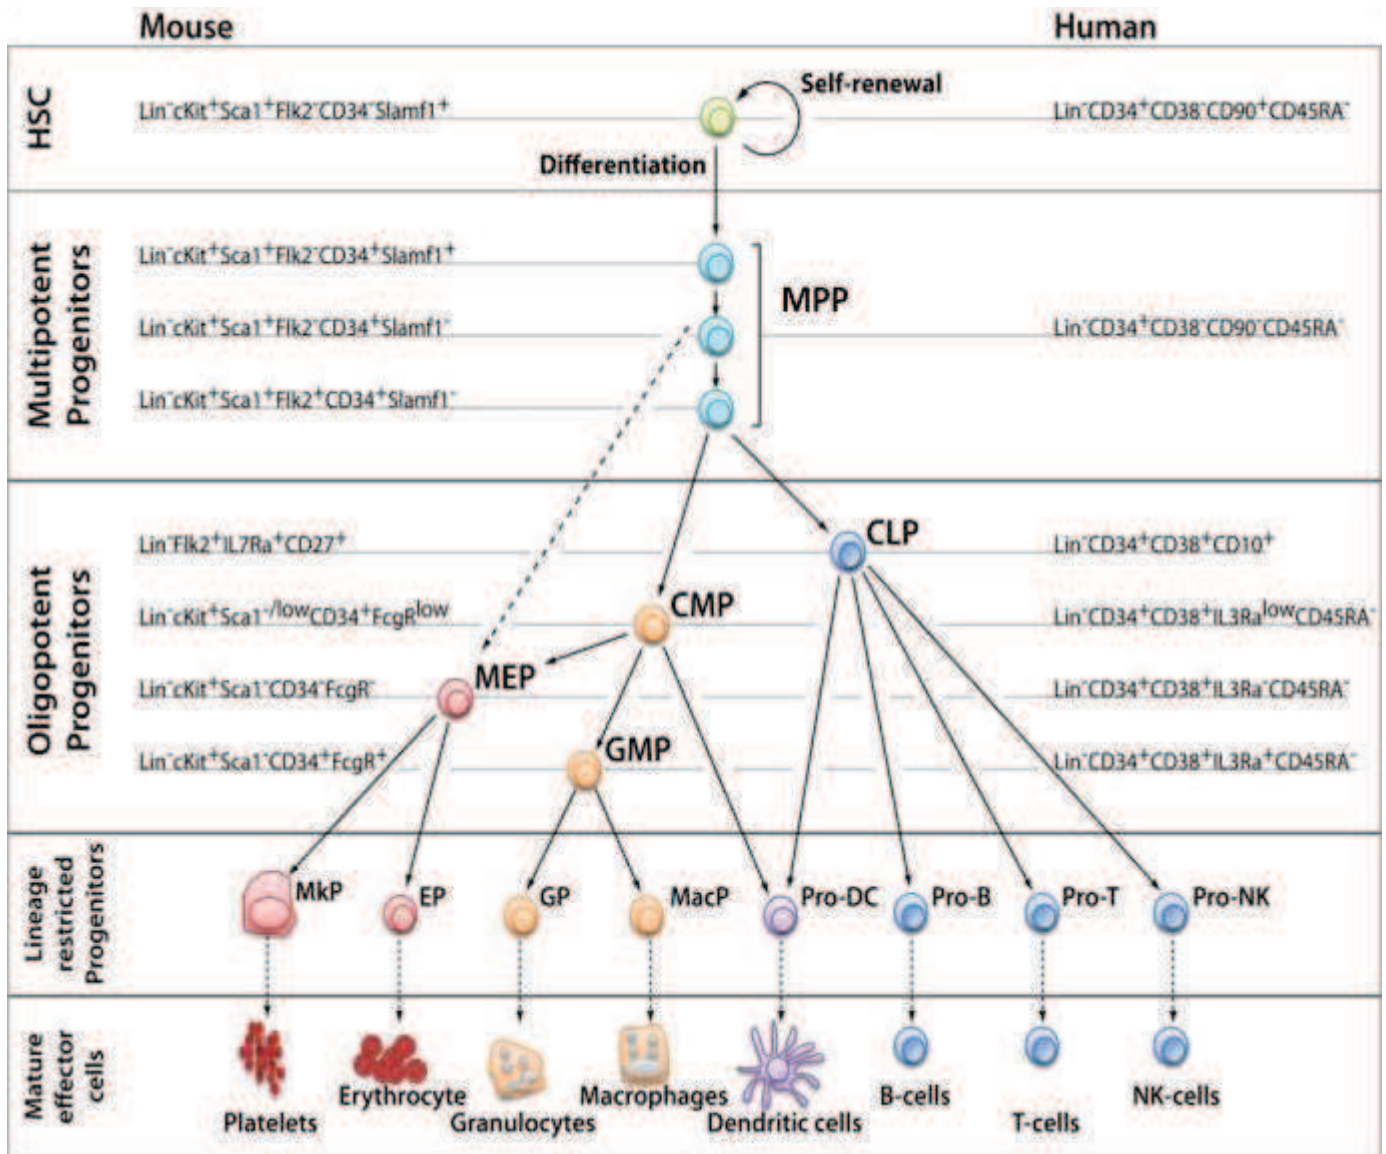 Mouse
Human
HSC
Lin⁻cKit⁺Sca1⁺Flk2⁻CD34⁻Slamf1⁺
Self-renewal
Lin⁻CD34⁺CD38⁻CD90⁺CD45RA⁻
Differentiation
Multipotent
Progenitors
Lin⁻cKit⁺Sca1⁺Flk2⁻CD34⁺Slamf1⁺
MPP
Lin⁻cKit⁺Sca1⁺Flk2⁻CD34⁺Slamf1⁻
Lin⁻CD34⁺CD38⁻CD90⁻CD45RA⁻
Lin⁻cKit⁺Sca1⁺Flk2⁺CD34⁺Slamf1⁻
Oligopotent
Progenitors
Lin⁻Flk2⁺IL7Ra⁺CD27⁺
CLP
Lin⁻CD34⁺CD38⁺CD10⁺
Lin⁻cKit⁺Sca1⁻/lowCD34⁺FcgRlow
CMP
Lin⁻CD34⁺CD38⁺IL3RalowCD45RA⁻
Lin⁻cKit⁺Sca1⁻CD34⁻FcgR⁻
MEP
Lin⁻CD34⁺CD38⁺IL3Ra⁻CD45RA⁻
Lin⁻cKit⁺Sca1⁻CD34⁺FcgR⁺
GMP
Lin⁻CD34⁺CD38⁺IL3Ra⁺CD45RA⁻
Lineage
restricted
Progenitors
MkP
EP
GP
MacP
Pro-DC
Pro-B
Pro-T
Pro-NK
Mature
effector
cells
Platelets
Erythrocyte
Granulocytes
Macrophages
Dendritic cells
B-cells
T-cells
NK-cells